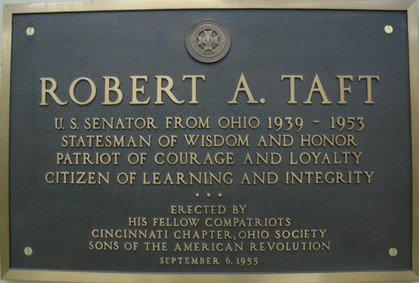 ROBERT A. TAFT
U.S. SENATOR FROM OHIO 1939 - 1953
STATESMAN OF WISDOM AND HONOR
PATRIOT OF COURAGE AND LOYALTY
CITIZEN OF LEARNING AND INTEGRITY
• • •
ERECTED BY
HIS FELLOW COMPATRIOTS
CINCINNATI CHAPTER, OHIO SOCIETY
SONS OF THE AMERICAN REVOLUTION
SEPTEMBER 6, 1955